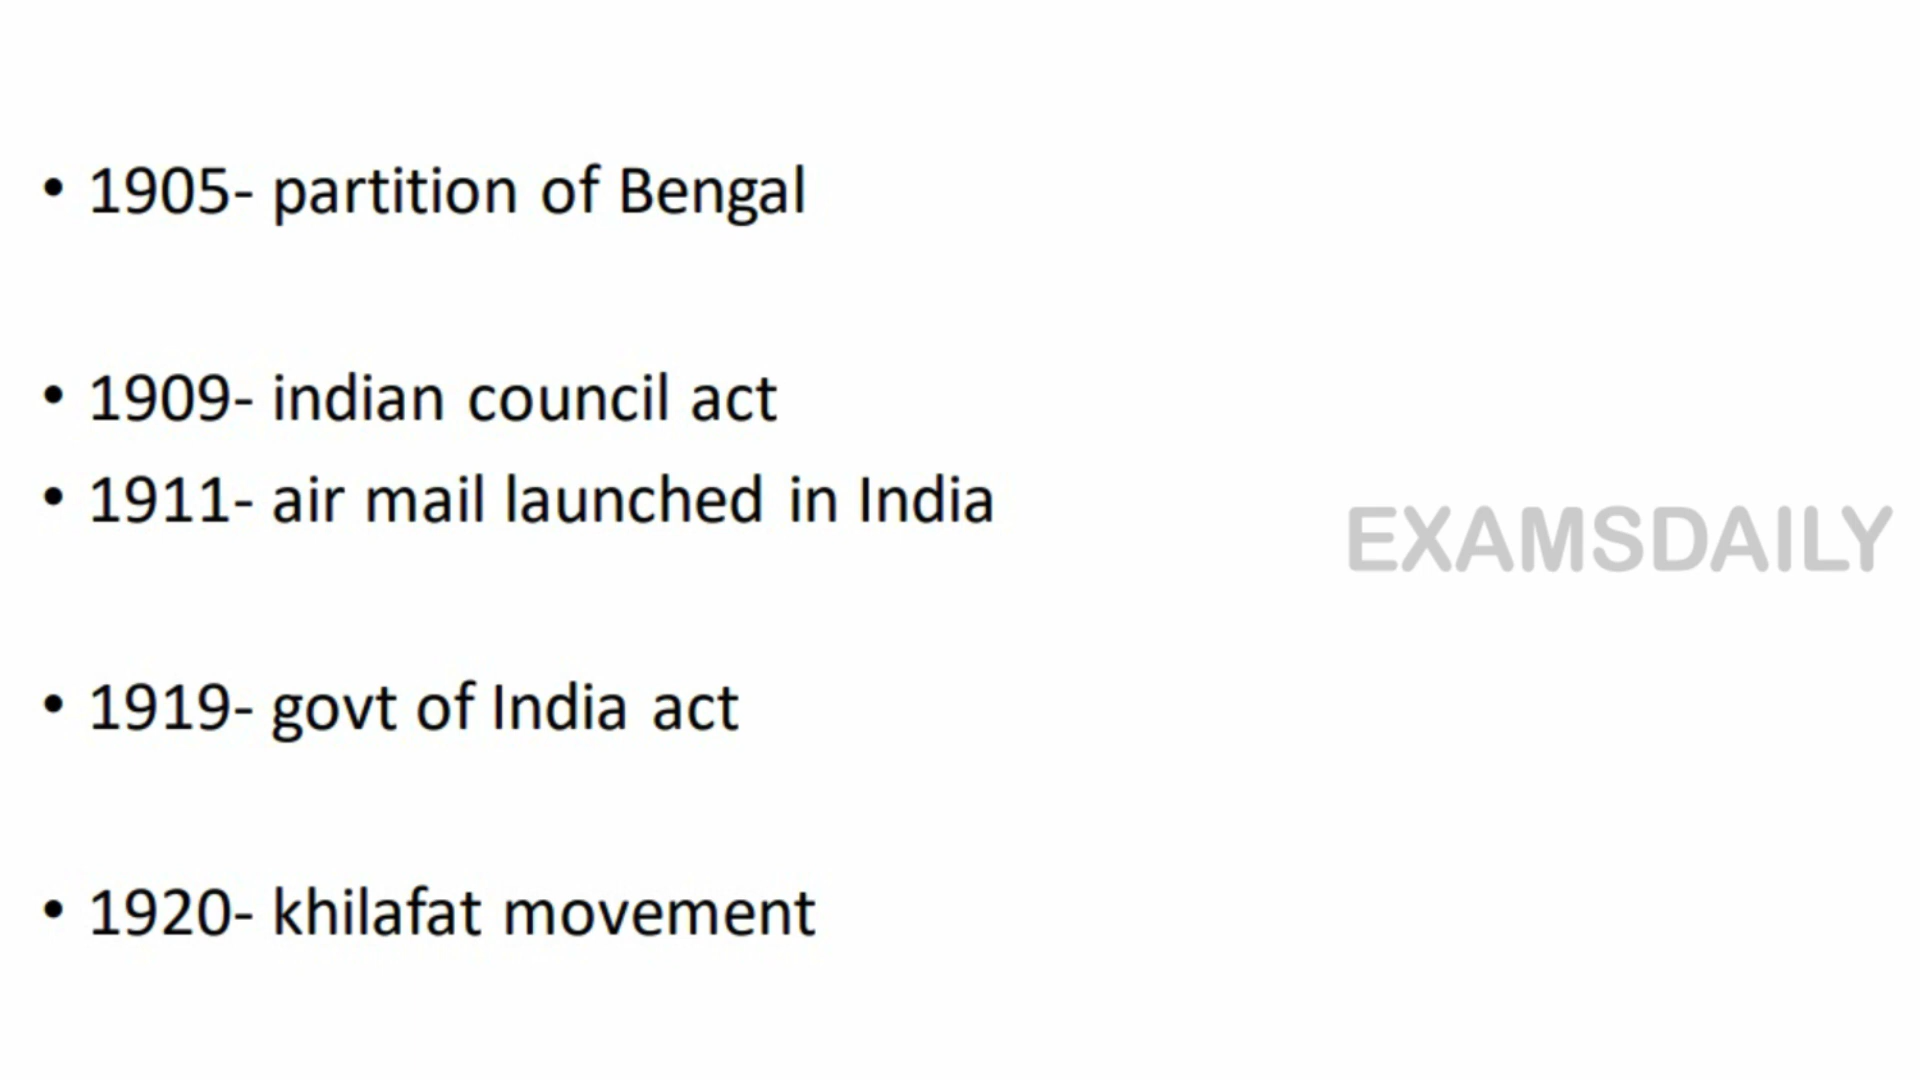 • 1905- partition of Bengal
• 1909- indian council act
• 1911- air mail launched in India
EXAMSDAILY
• 1919- govt of India act
• 1920- khilafat movement